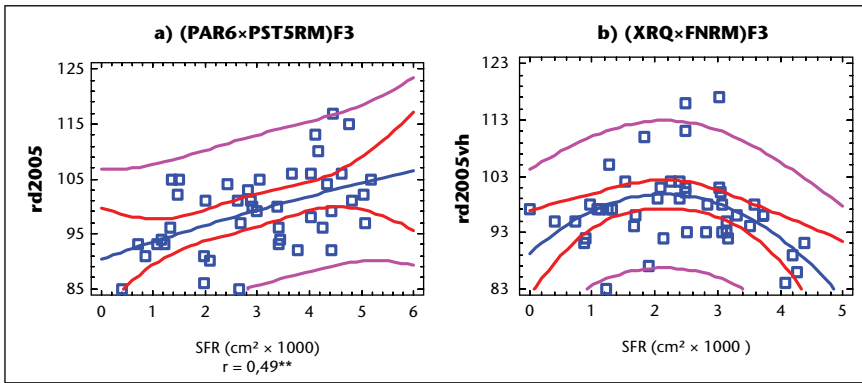 a) (PAR6×PST5RM)F3
125
115
105
95
85
rd2005
0 1 2 3 4 5 6
SFR (cm² × 1000)
r = 0,49**
b) (XRQ×FNRM)F3
123
113
103
93
83
rd2005vh
0 1 2 3 4 5
SFR (cm² × 1000 )